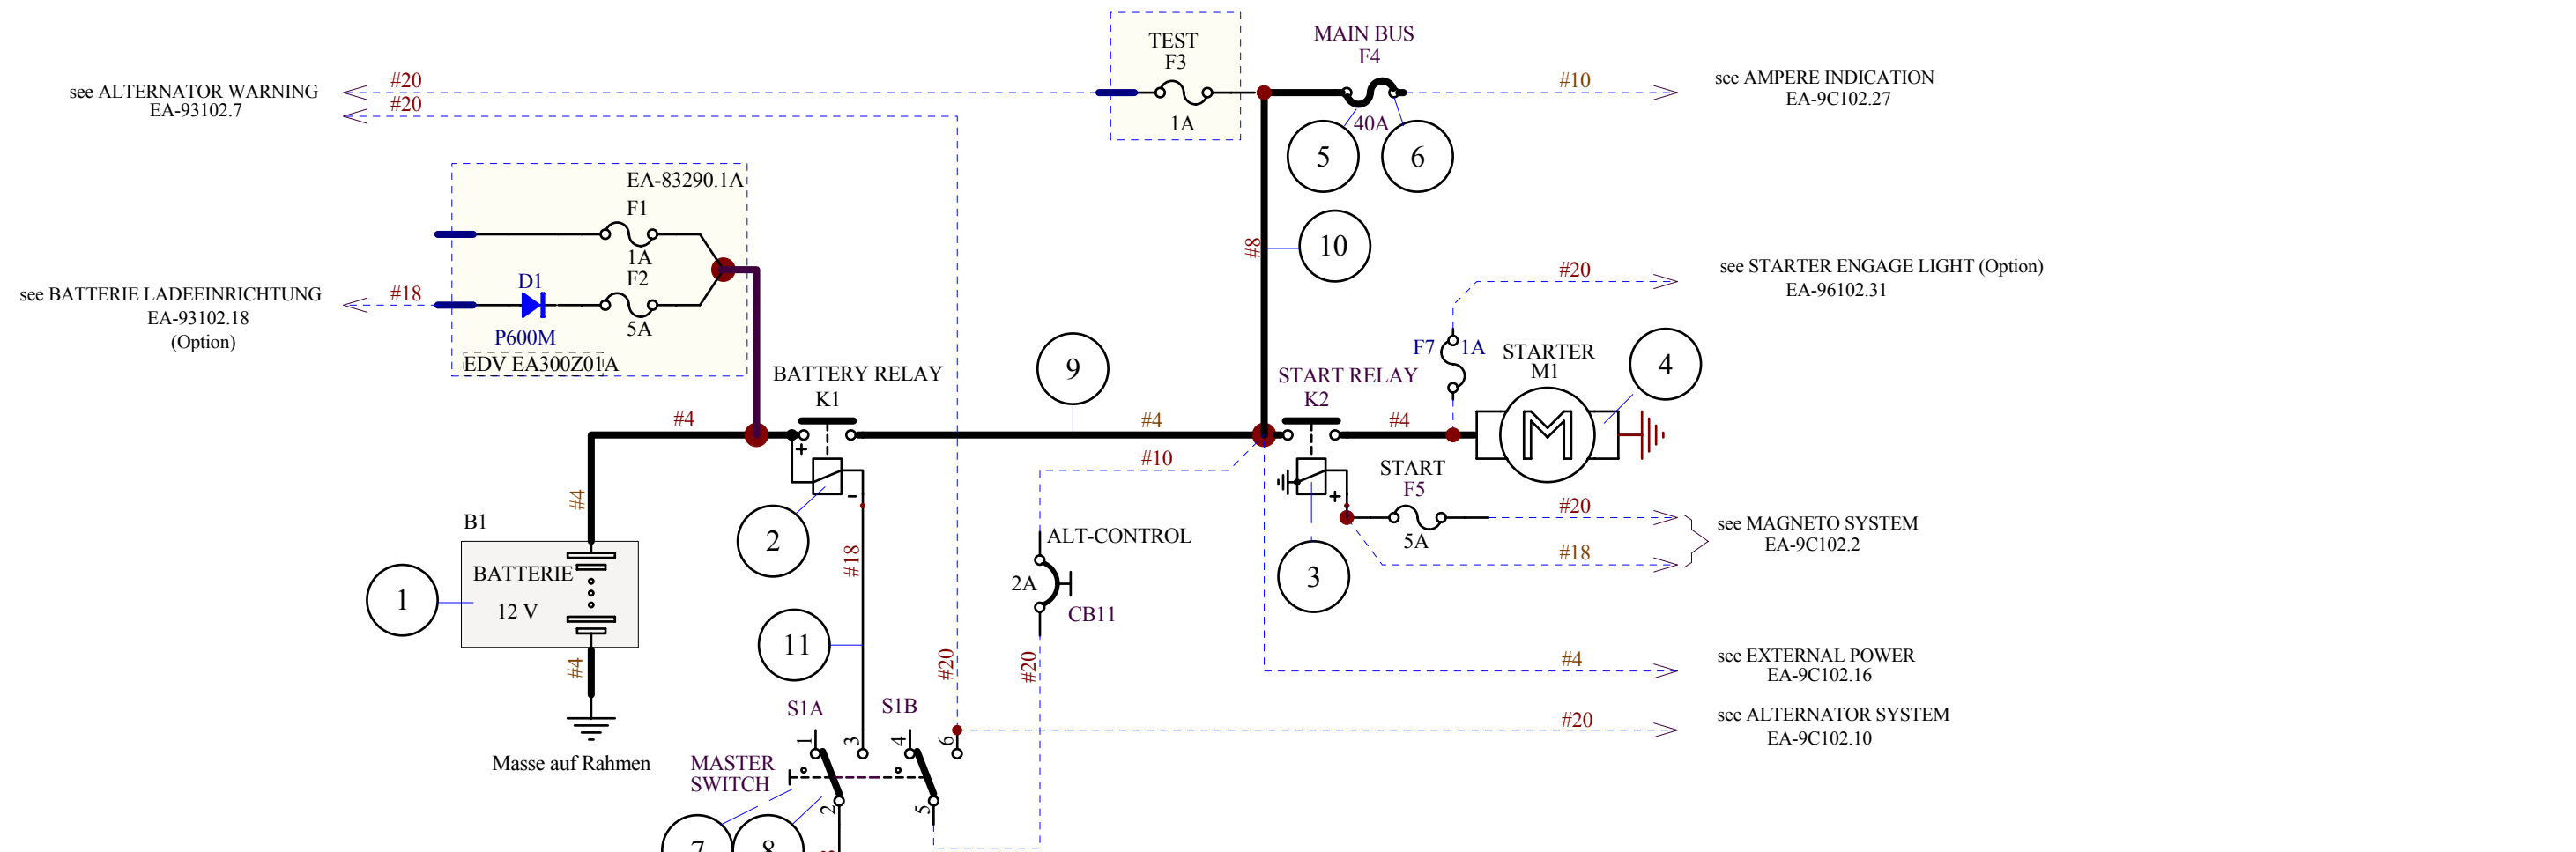 TEST
F3
1A
MAIN BUS
F4
40A
5
6
#10
see AMPERE INDICATION
EA-9C102.27
see ALTERNATOR WARNING
EA-93102.7
#20
#20
EA-83290.1A
F1
1A
F2
5A
D1
P600M
EDV EA300Z01A
see BATTERIE LADEEINRICHTUNG
EA-93102.18
(Option)
#18
#8
10
#20
see STARTER ENGAGE LIGHT (Option)
EA-96102.31
F7
1A
STARTER
M1
M
4
BATTERY RELAY
K1
9
START RELAY
K2
#4
#4
#4
+
-
2
#10
+
3
START
F5
5A
#20
#18
see MAGNETO SYSTEM
EA-9C102.2
#4
B1
BATTERIE
12 V
1
#4
Masse auf Rahmen
#18
11
ALT-CONTROL
2A
CB11
#20
#20
#4
see EXTERNAL POWER
EA-9C102.16
#20
see ALTERNATOR SYSTEM
EA-9C102.10
S1A
S1B
1
3
4
6
MASTER
SWITCH
2
5
7
8